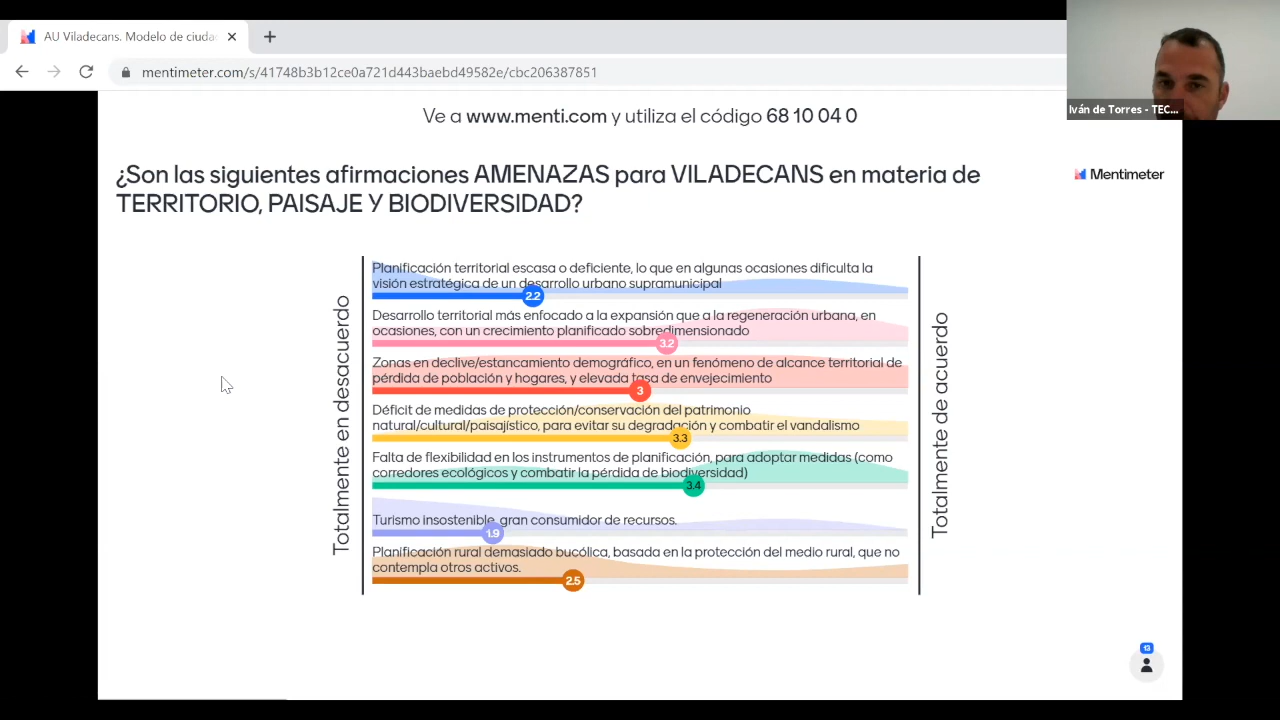 AU Viladecans. Modelo de ciuda
mentimeter.com/s/41748b3b12ce0a721d443baebd49582e/cbc206387851
Iván de Torres - TEC...
Ve a www.menti.com y utiliza el código 68 10 04 0
¿Son las siguientes afirmaciones AMENAZAS para VILADECANS en materia de
TERRITORIO, PAISAJE Y BIODIVERSIDAD?
Mentimeter
Totalmente en desacuerdo
Planificación territorial escasa o deficiente, lo que en algunas ocasiones dificulta la
visión estratégica de un desarrollo urbano supramunicipal
2.2
Desarrollo territorial más enfocado a la expansión que a la regeneración urbana, en
ocasiones, con un crecimiento planificado sobredimensionado
3.2
Zonas en declive/estancamiento demográfico, en un fenómeno de alcance territorial de
pérdida de población y hogares, y elevada tasa de envejecimiento
3
Déficit de medidas de protección/conservación del patrimonio
natural/cultural/paisajístico, para evitar su degradación y combatir el vandalismo
3.3
Falta de flexibilidad en los instrumentos de planificación, para adoptar medidas (como
corredores ecológicos y combatir la pérdida de biodiversidad)
3.4
Turismo insostenible, gran consumidor de recursos.
1.9
Planificación rural demasiado bucólica, basada en la protección del medio rural, que no
contempla otros activos.
2.5
Totalmente de acuerdo
13